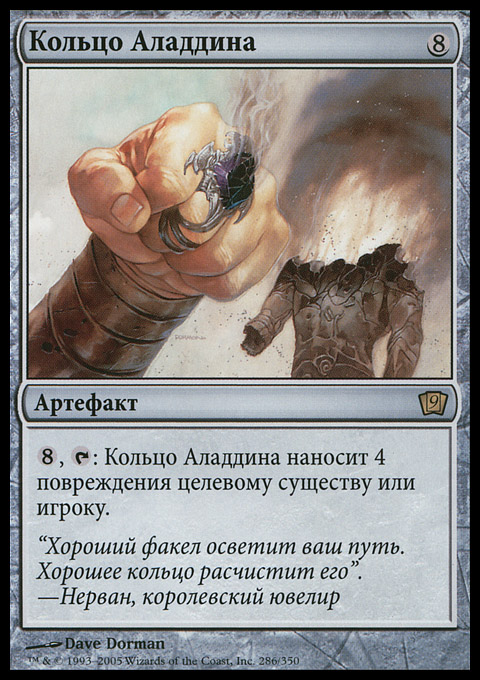 Кольцо Аладдина 8
Артефакт 9
8, : Кольцо Аладдина наносит 4
повреждения целевому существу или
игроку.
“Хороший факел осветит ваш путь.
Хорошее кольцо расчистит его”.
—Нерван, королевский ювелир
Dave Dorman
™ & © 1993–2005 Wizards of the Coast, Inc. 286/350